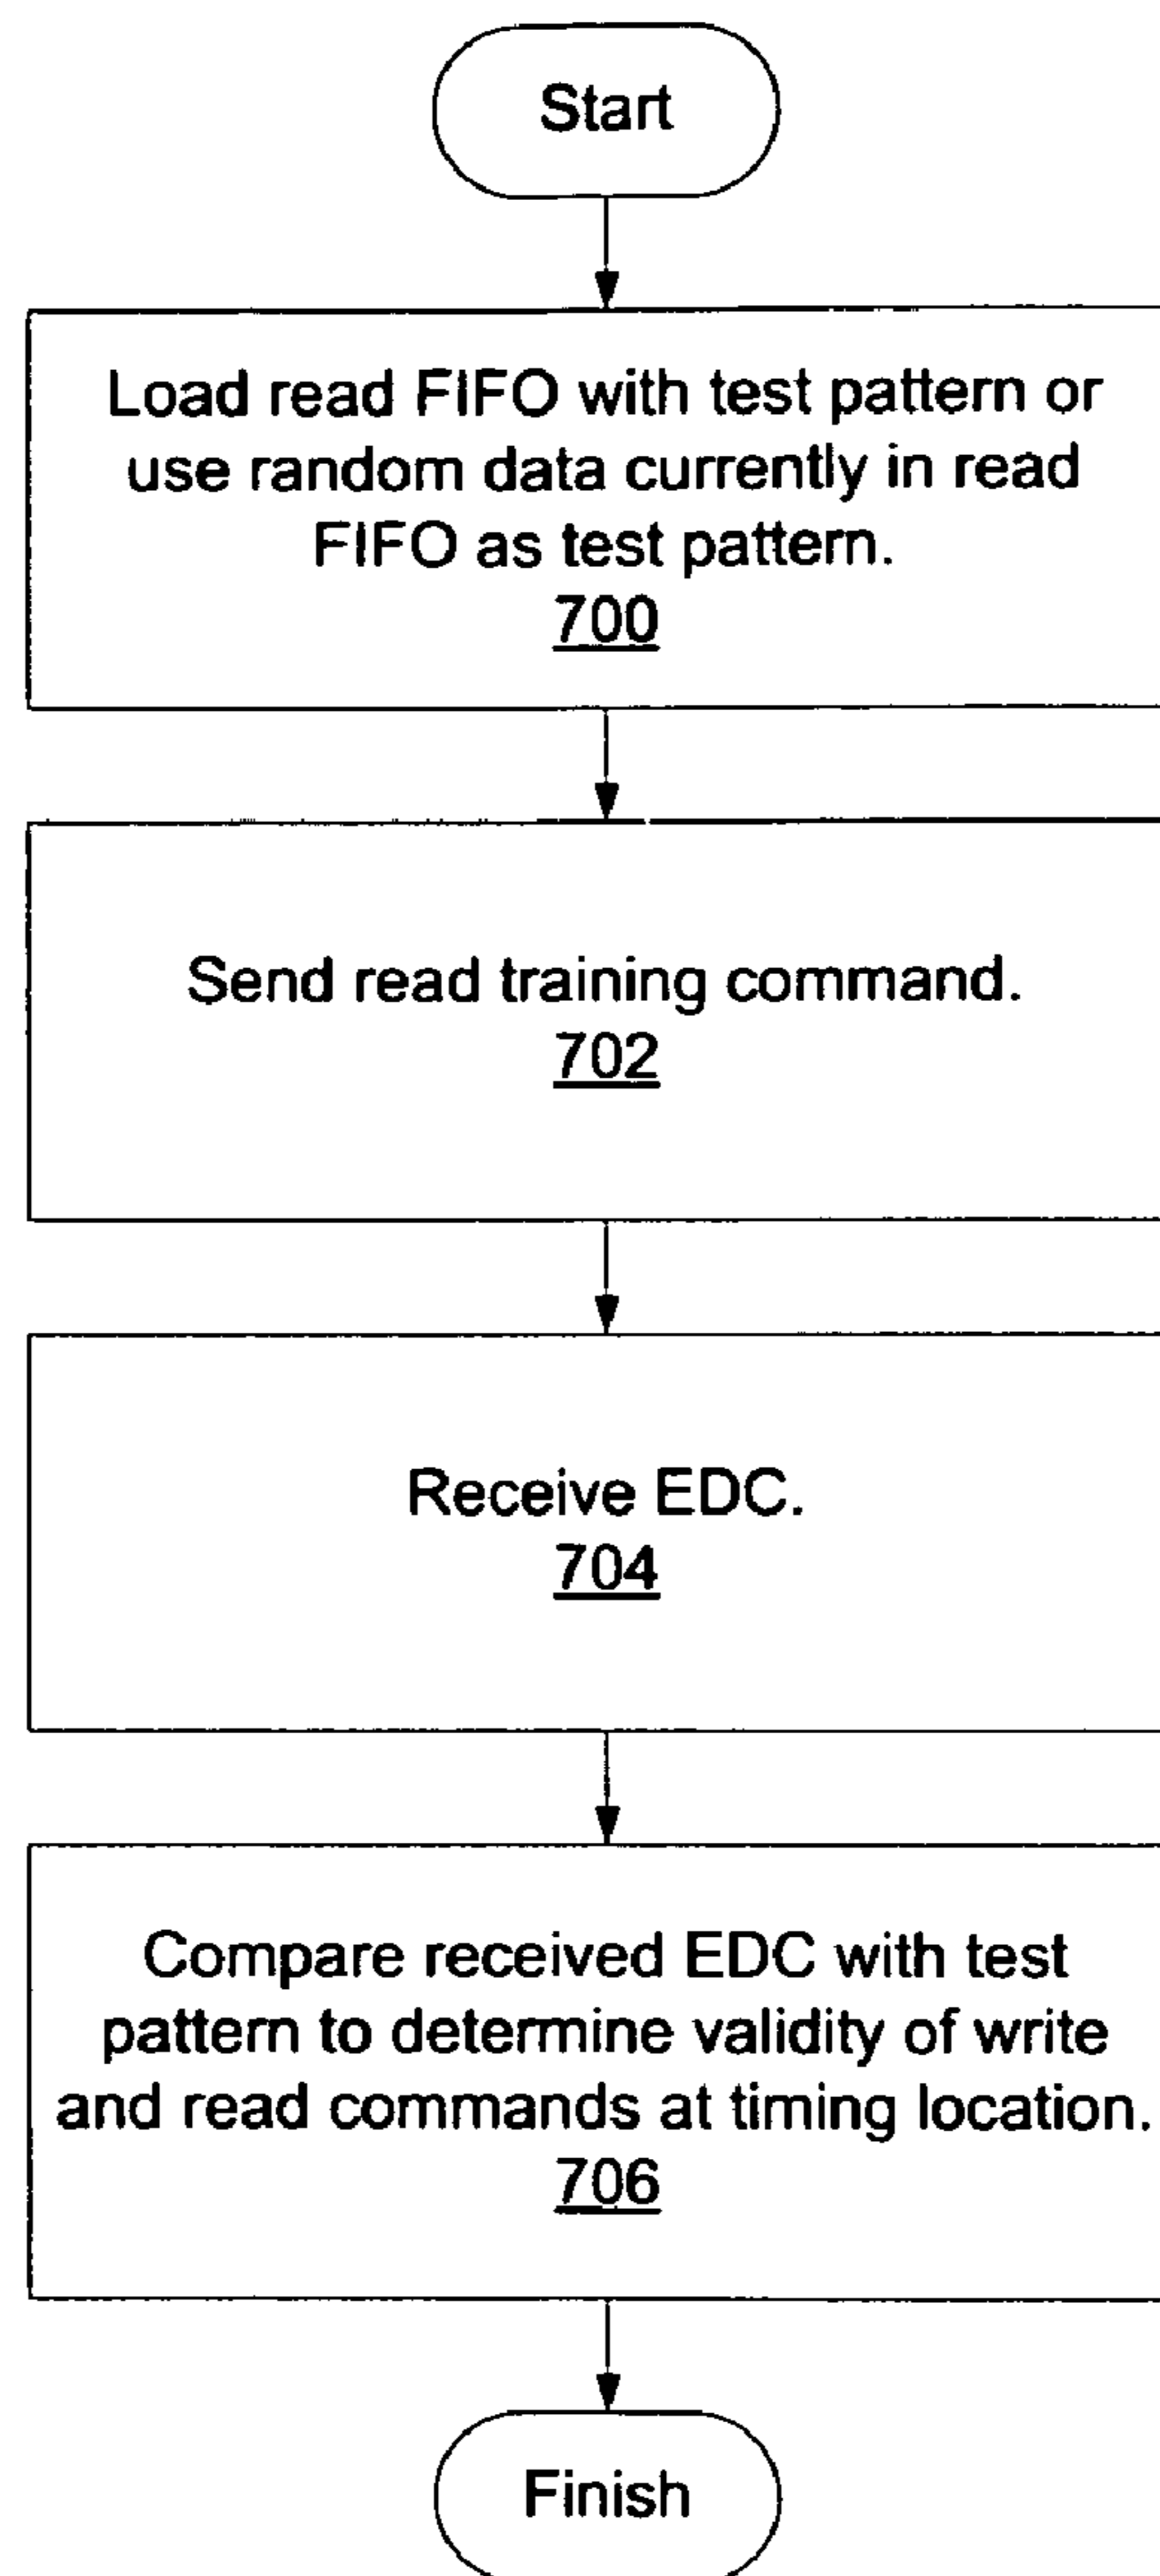 Start
Load read FIFO with test pattern or
use random data currently in read
FIFO as test pattern.
700
Send read training command.
702
Receive EDC.
704
Compare received EDC with test
pattern to determine validity of write
and read commands at timing location.
706
Finish